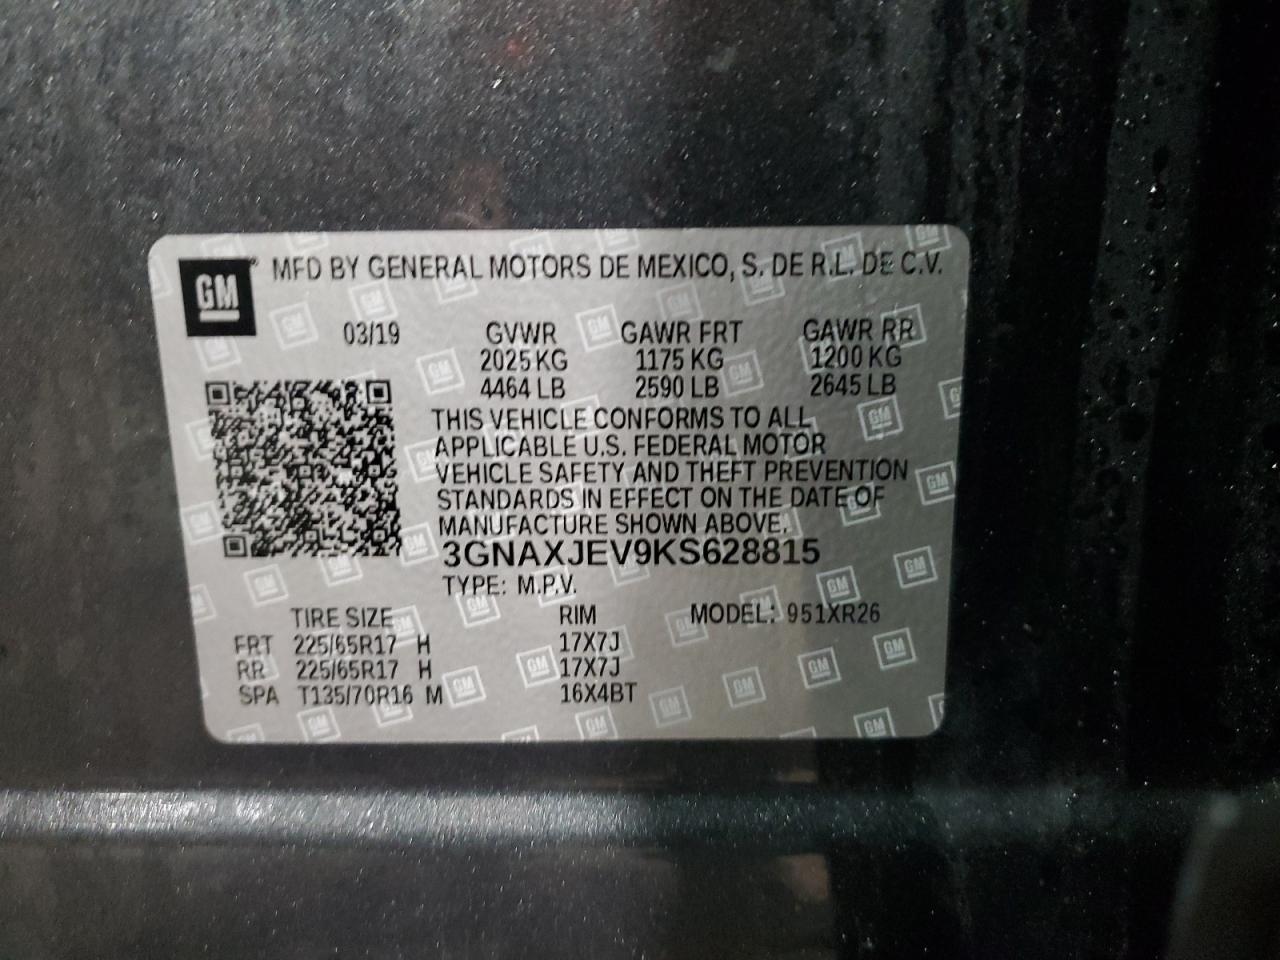 GM® MFD BY GENERAL MOTORS DE MEXICO, S. DE R.L. DE C.V.
03/19 GVWR GAWR FRT GAWR RR
2025 KG 1175 KG 1200 KG
4464 LB 2590 LB 2645 LB
THIS VEHICLE CONFORMS TO ALL
APPLICABLE U.S. FEDERAL MOTOR
VEHICLE SAFETY AND THEFT PREVENTION
STANDARDS IN EFFECT ON THE DATE OF
MANUFACTURE SHOWN ABOVE.
3GNAXJEV9KS628815
TYPE: M.P.V.
TIRE SIZE RIM MODEL: 951XR26
FRT 225/65R17 H 17X7J
RR 225/65R17 H 17X7J
SPA T135/70R16 M 16X4BT